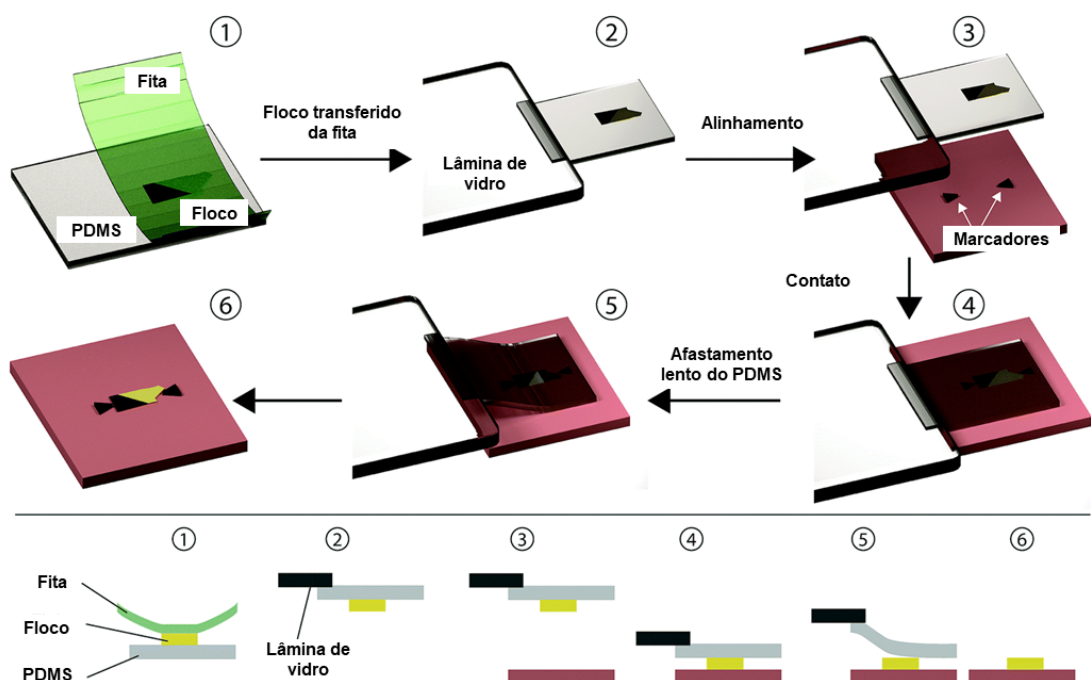 ①
②
③
Fita
Floco transferido
da fita
Alinhamento
Lâmina de
vidro
PDMS
Floco
Marcadores
Contato
⑥
⑤
④
Afastamento
lento do PDMS
①
②
③
④
⑤
⑥
Fita
Floco
PDMS
Lâmina de
vidro